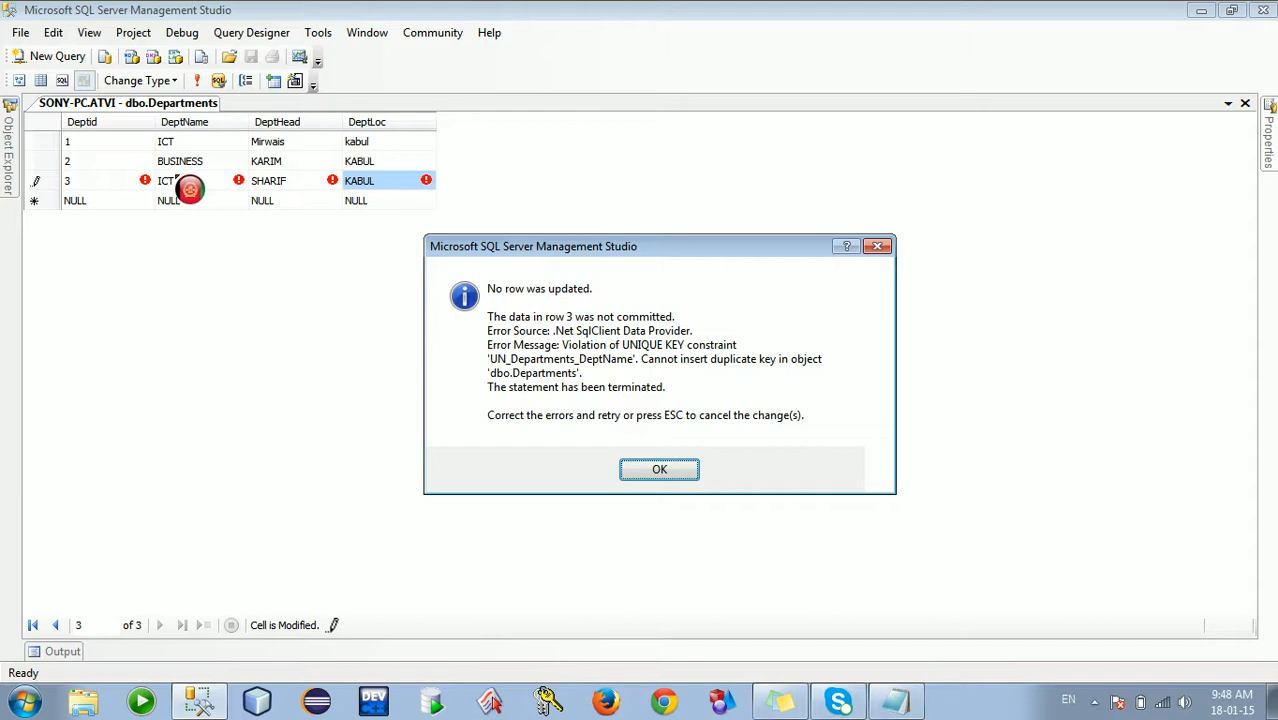 Microsoft SQL Server Management Studio
File Edit View Project Debug Query Designer Tools Window Community Help
New Query
Change Type
SONY-PC.ATVI - dbo.Departments
Object Explorer
Properties
Deptid DeptName DeptHead DeptLoc
1 ICT Mirwais kabul
2 BUSINESS KARIM KABUL
3 ICT SHARIF KABUL
NULL NULL NULL NULL
Microsoft SQL Server Management Studio
No row was updated.
The data in row 3 was not committed.
Error Source: .Net SqlClient Data Provider.
Error Message: Violation of UNIQUE KEY constraint
'UN_Departments_DeptName'. Cannot insert duplicate key in object
'dbo.Departments'.
The statement has been terminated.
Correct the errors and retry or press ESC to cancel the change(s).
OK
3 of 3 Cell is Modified.
Output
Ready
DEV
EN
9:48 AM
18-01-15